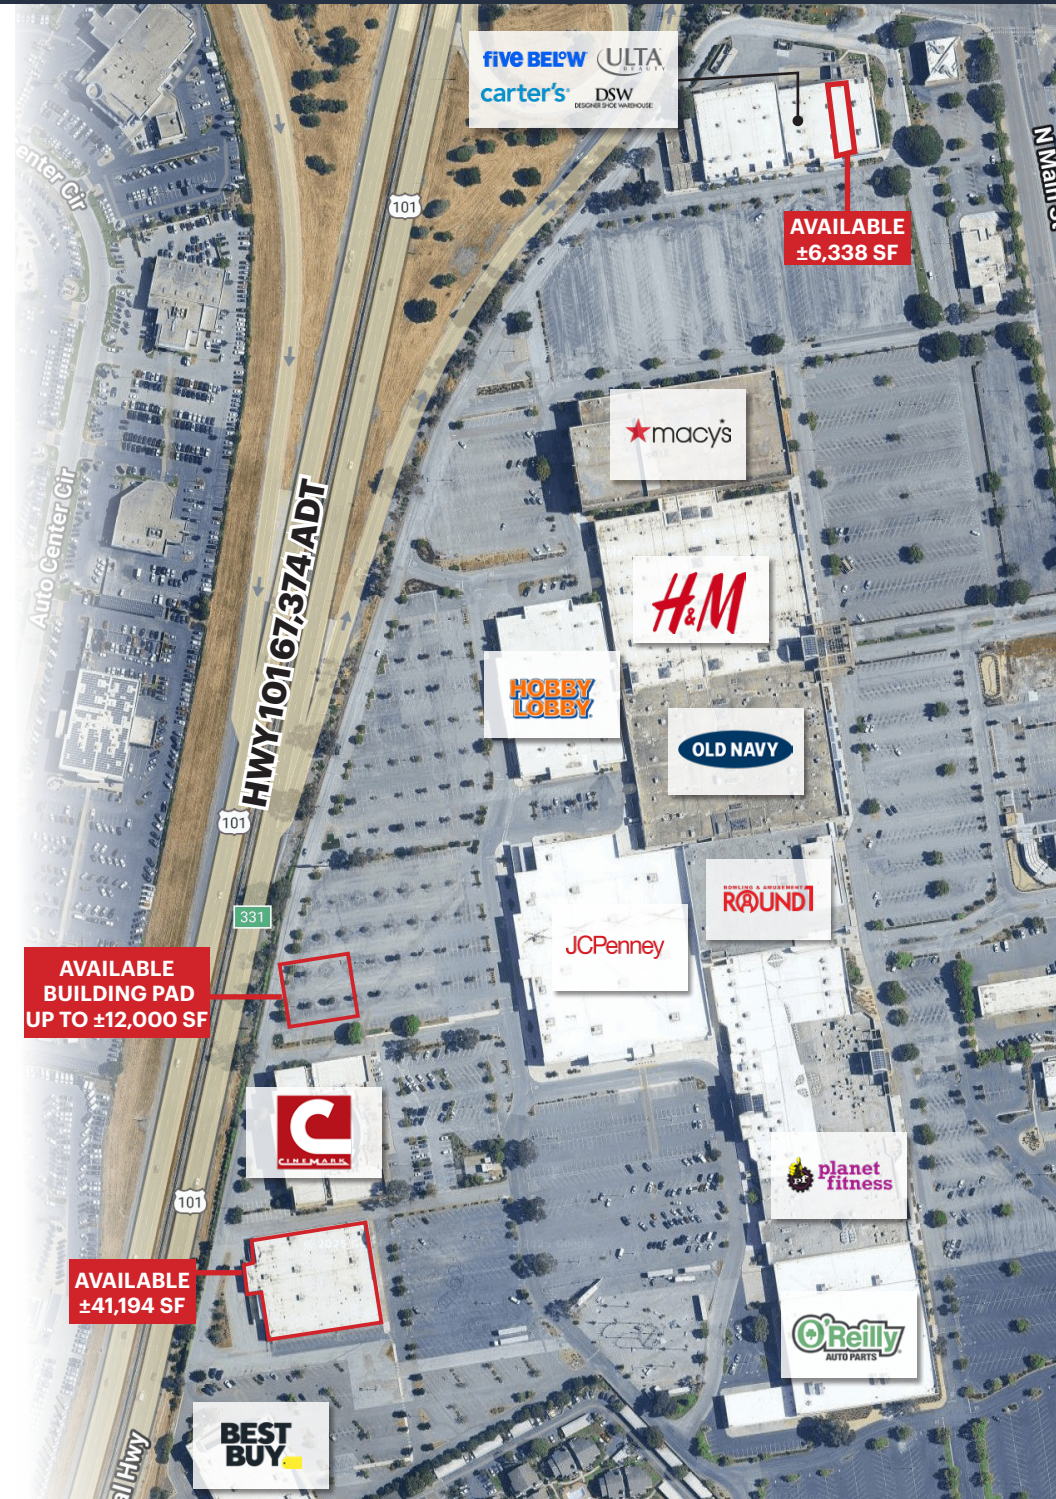 five BELOW
ULTA
BEAUTY
carter's
DSW
DESIGNER SHOE WAREHOUSE
N Main St
enter Cir
101
AVAILABLE
±6,338 SF
★macy's
HWY 101 67,374 ADT
Auto Center Cir
H&M
HOBBY
LOBBY
OLD NAVY
101
BOWLING & AMUSEMENT
ROUND1
331
JCPenney
AVAILABLE
BUILDING PAD
UP TO ±12,000 SF
C
CINEMARK
PF
planet
fitness
101
AVAILABLE
±41,194 SF
O'Reilly
AUTO PARTS
BEST
BUY
al Hwy